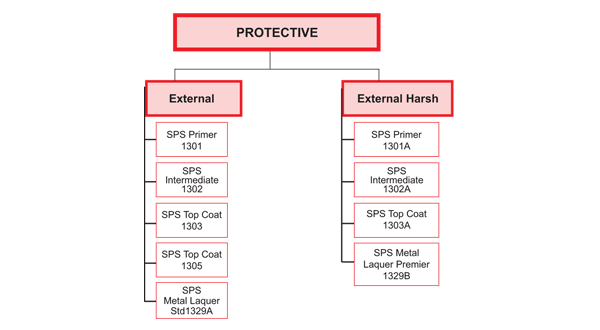 PROTECTIVE
External
SPS Primer
1301
SPS
Intermediate
1302
SPS Top Coat
1303
SPS Top Coat
1305
SPS
Metal Laquer
Std1329A
External Harsh
SPS Primer
1301A
SPS
Intermediate
1302A
SPS Top Coat
1303A
SPS Metal
Laquer Premier
1329B